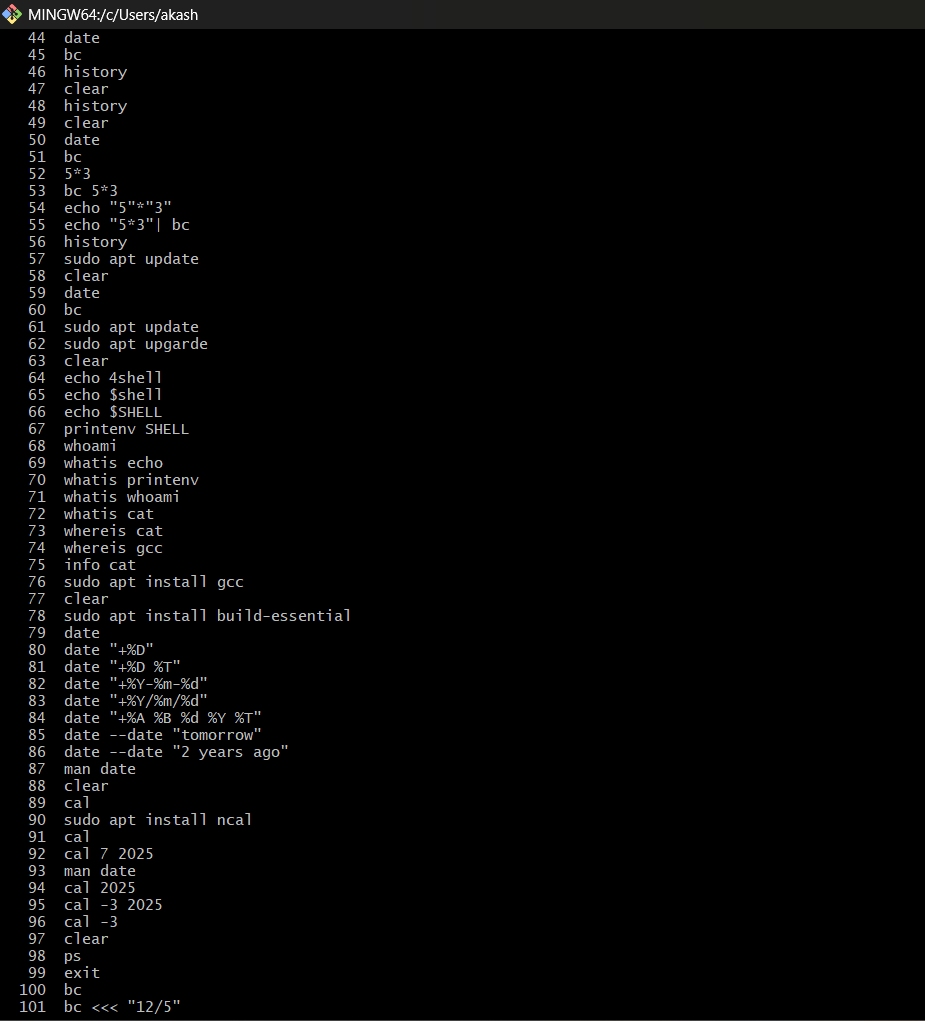 MINGW64:/c/Users/akash
44 date
45 bc
46 history
47 clear
48 history
49 clear
50 date
51 bc
52 5*3
53 bc 5*3
54 echo "5"*"3"
55 echo "5*3"| bc
56 history
57 sudo apt update
58 clear
59 date
60 bc
61 sudo apt update
62 sudo apt upgarde
63 clear
64 echo 4shell
65 echo $shell
66 echo $SHELL
67 printenv SHELL
68 whoami
69 whatis echo
70 whatis printenv
71 whatis whoami
72 whatis cat
73 whereis cat
74 whereis gcc
75 info cat
76 sudo apt install gcc
77 clear
78 sudo apt install build-essential
79 date
80 date "+%D"
81 date "+%D %T"
82 date "+%Y-%m-%d"
83 date "+%Y/%m/%d"
84 date "+%A %B %d %Y %T"
85 date --date "tomorrow"
86 date --date "2 years ago"
87 man date
88 clear
89 cal
90 sudo apt install ncal
91 cal
92 cal 7 2025
93 man date
94 cal 2025
95 cal -3 2025
96 cal -3
97 clear
98 ps
99 exit
100 bc
101 bc <<< "12/5"